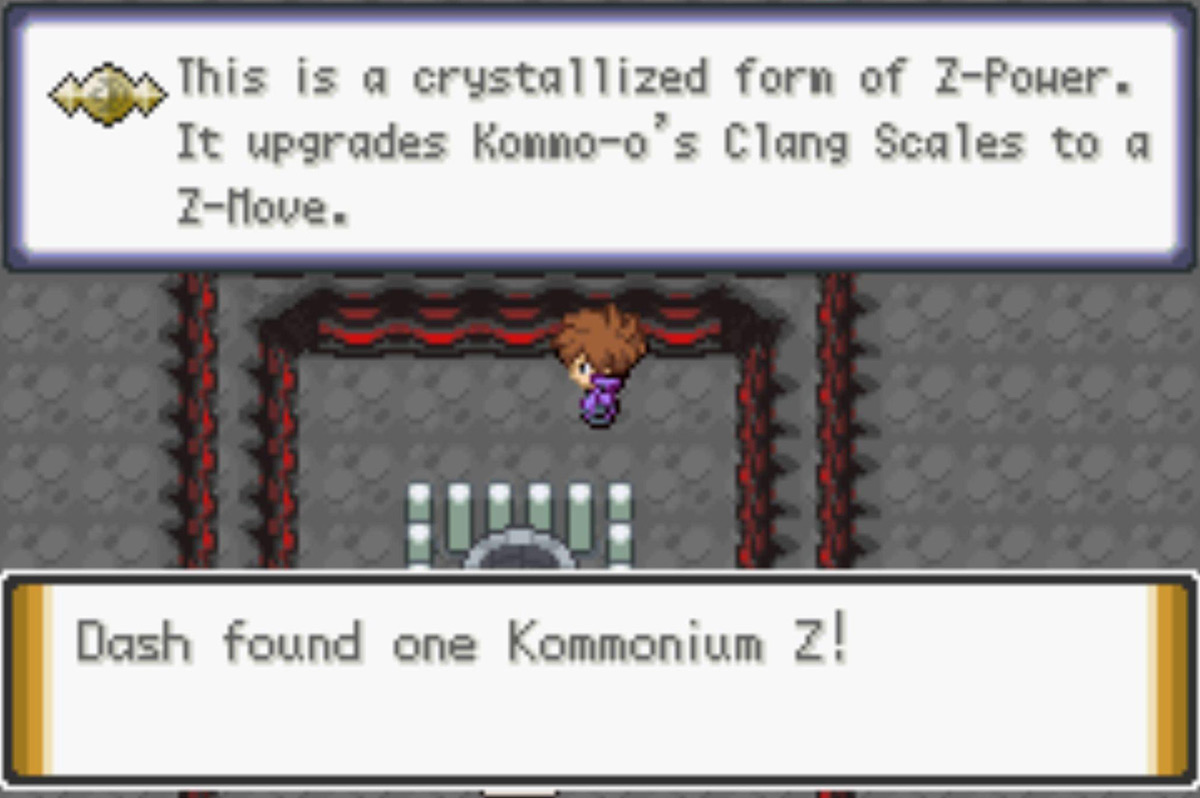 This is a crystallized form of Z-Power.
It upgrades Kommo-o's Clang Scales to a
Z-Move.
Dash found one Kommonium Z!